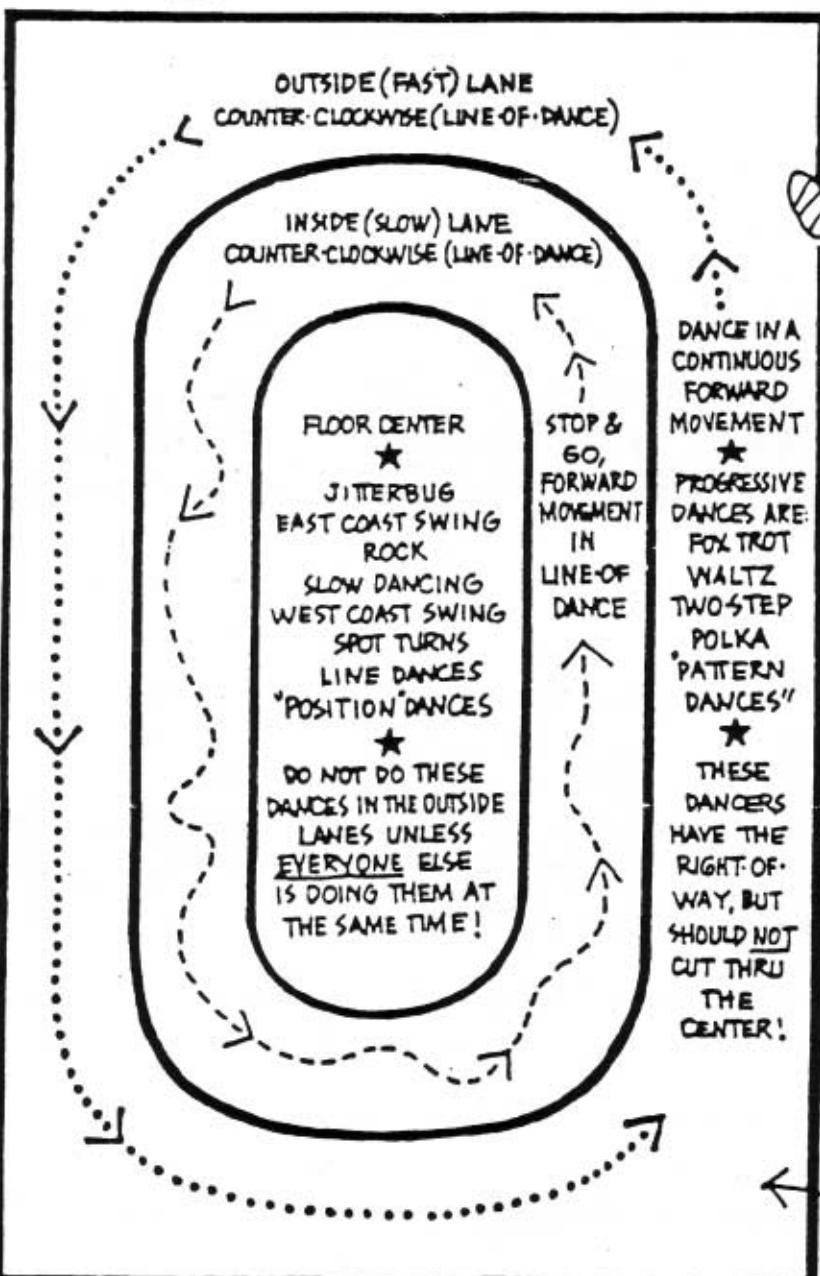 OUTSIDE (FAST) LANE
COUNTER-CLOCKWISE (LINE-OF-DANCE)
INSIDE (SLOW) LANE
COUNTER-CLOCKWISE (LINE-OF-DANCE)
FLOOR CENTER
★
JITTERBUG
EAST COAST SWING
ROCK
SLOW DANCING
WEST COAST SWING
SPOT TURNS
LINE DANCES
"POSITION" DANCES
★
DO NOT DO THESE
DANCES IN THE OUTSIDE
LANES UNLESS
EVERYONE ELSE
IS DOING THEM AT
THE SAME TIME!
STOP &
GO,
FORWARD
MOVEMENT
IN
LINE-OF
DANCE
DANCE IN A
CONTINUOUS
FORWARD
MOVEMENT
★
PROGRESSIVE
DANCES ARE:
FOX TROT
WALTZ
TWO-STEP
POLKA
"PATTERN
DANCES"
★
THESE
DANCERS
HAVE THE
RIGHT-OF-
WAY, BUT
SHOULD NOT
CUT THRU
THE
CENTER!